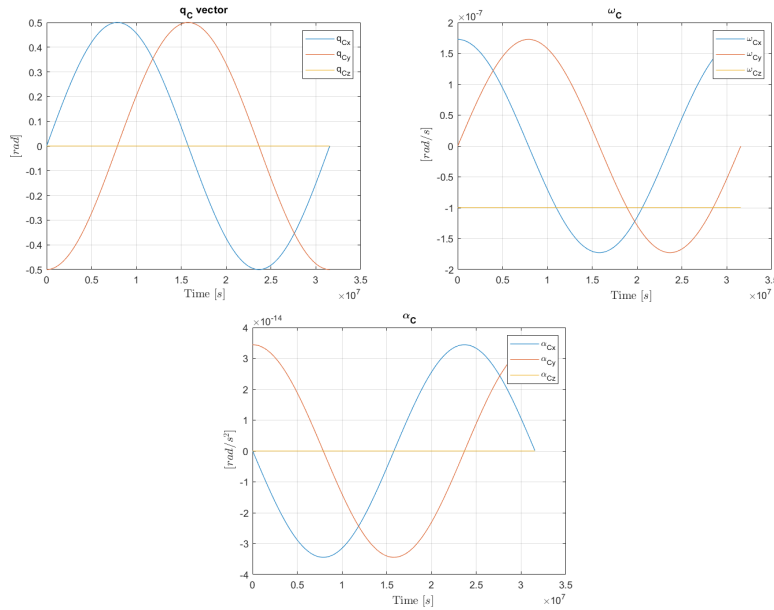 q_C vector
0.5
0.4
0.3
0.2
0.1
0
-0.1
-0.2
-0.3
-0.4
-0.5
[rad]
q_Cx
q_Cy
q_Cz
0 0.5 1 1.5 2 2.5 3 3.5
Time [s]
×10^7
ω_C
×10^-7
2
1.5
1
0.5
0
-0.5
-1
-1.5
-2
[rad/s]
ω_Cx
ω_Cy
ω_Cz
0 0.5 1 1.5 2 2.5 3 3.5
Time [s]
×10^7
α_C
×10^-14
4
3
2
1
0
-1
-2
-3
-4
[rad/s^2]
α_Cx
α_Cy
α_Cz
0 0.5 1 1.5 2 2.5 3 3.5
Time [s]
×10^7